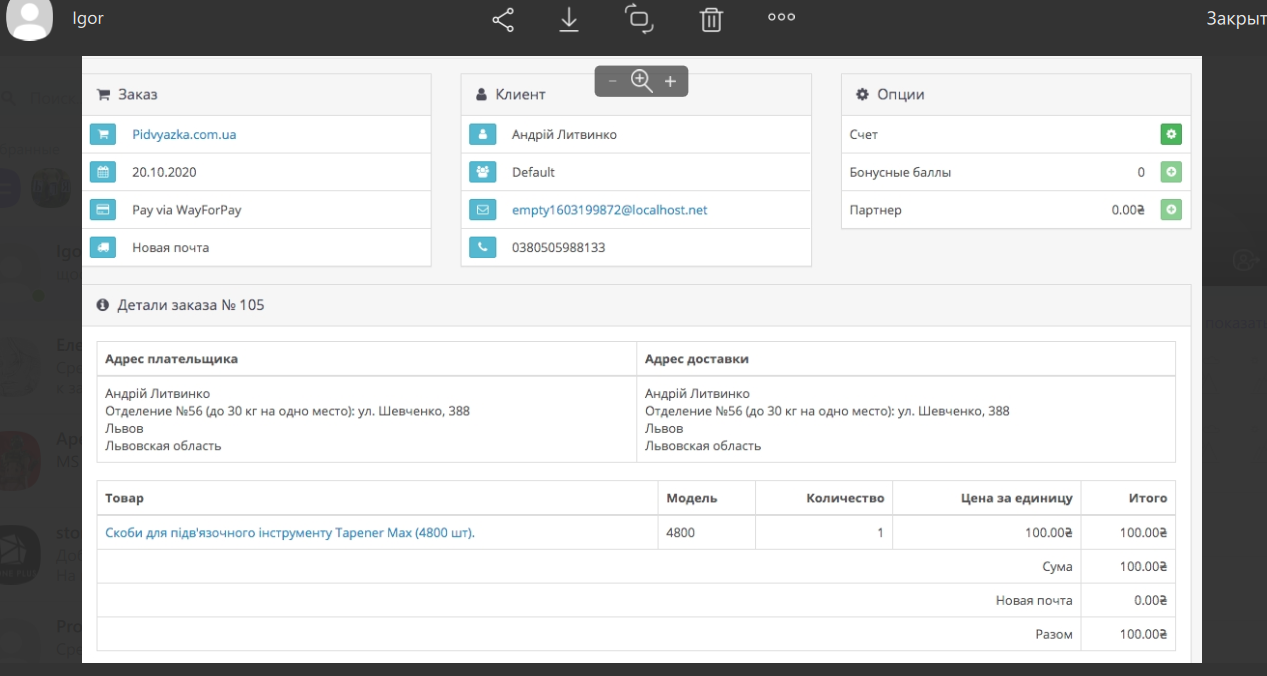 Igor
Закрыт
Заказ
Pidvyazka.com.ua
20.10.2020
Pay via WayForPay
Новая почта
Клиент
Андрій Литвинко
Default
empty1603199872@localhost.net
0380505988133
Опции
Счет
Бонусные баллы 0
Партнер 0.00₴
Детали заказа № 105
Адрес плательщика
Адрес доставки
Андрій Литвинко
Отделение №56 (до 30 кг на одно место): ул. Шевченко, 388
Львов
Львовская область
Андрій Литвинко
Отделение №56 (до 30 кг на одно место): ул. Шевченко, 388
Львов
Львовская область
Товар Модель Количество Цена за единицу Итого
Скоби для підв'язочного інструменту Tapener Max (4800 шт). 4800 1 100.00₴ 100.00₴
Сума 100.00₴
Новая почта 0.00₴
Разом 100.00₴